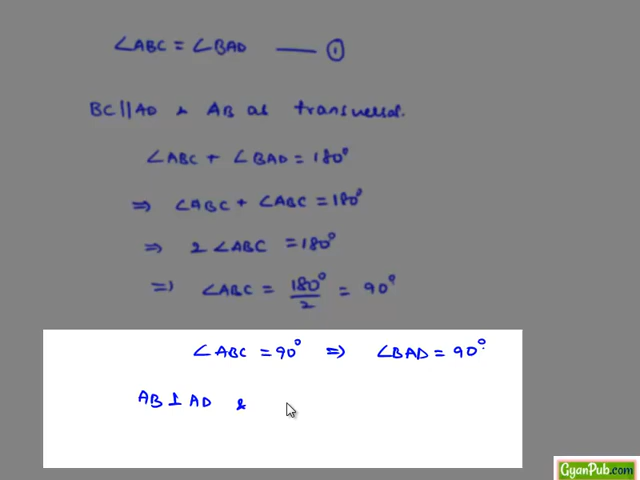 ∠ABC = ∠BAD —— ①
BC || AD & AB as transversal.
∠ABC + ∠BAD = 180°
⇒ ∠ABC + ∠ABC = 180°
⇒ 2 ∠ABC = 180°
⇒ ∠ABC = 180°/2 = 90°
∠ABC = 90° ⇒ ∠BAD = 90°.
AB ⊥ AD &
GyanPub.com